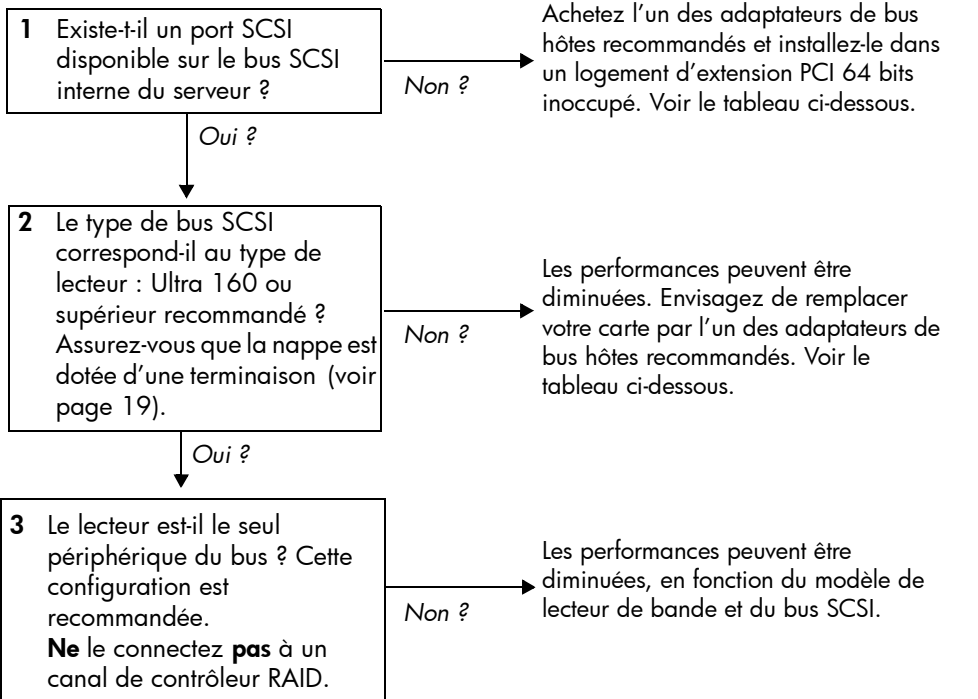 1 Existe-t-il un port SCSI
disponible sur le bus SCSI
interne du serveur ?
Non ?
Achetez l’un des adaptateurs de bus
hôtes recommandés et installez-le dans
un logement d’extension PCI 64 bits
inoccupé. Voir le tableau ci-dessous.
Oui ?
2 Le type de bus SCSI
correspond-il au type de
lecteur : Ultra 160 ou
supérieur recommandé ?
Assurez-vous que la nappe est
dotée d’une terminaison (voir
page 19).
Non ?
Les performances peuvent être
diminuées. Envisagez de remplacer
votre carte par l’un des adaptateurs de
bus hôtes recommandés. Voir le
tableau ci-dessous.
Oui ?
3 Le lecteur est-il le seul
périphérique du bus ? Cette
configuration est
recommandée.
Ne le connectez pas à un
canal de contrôleur RAID.
Non ?
Les performances peuvent être
diminuées, en fonction du modèle de
lecteur de bande et du bus SCSI.